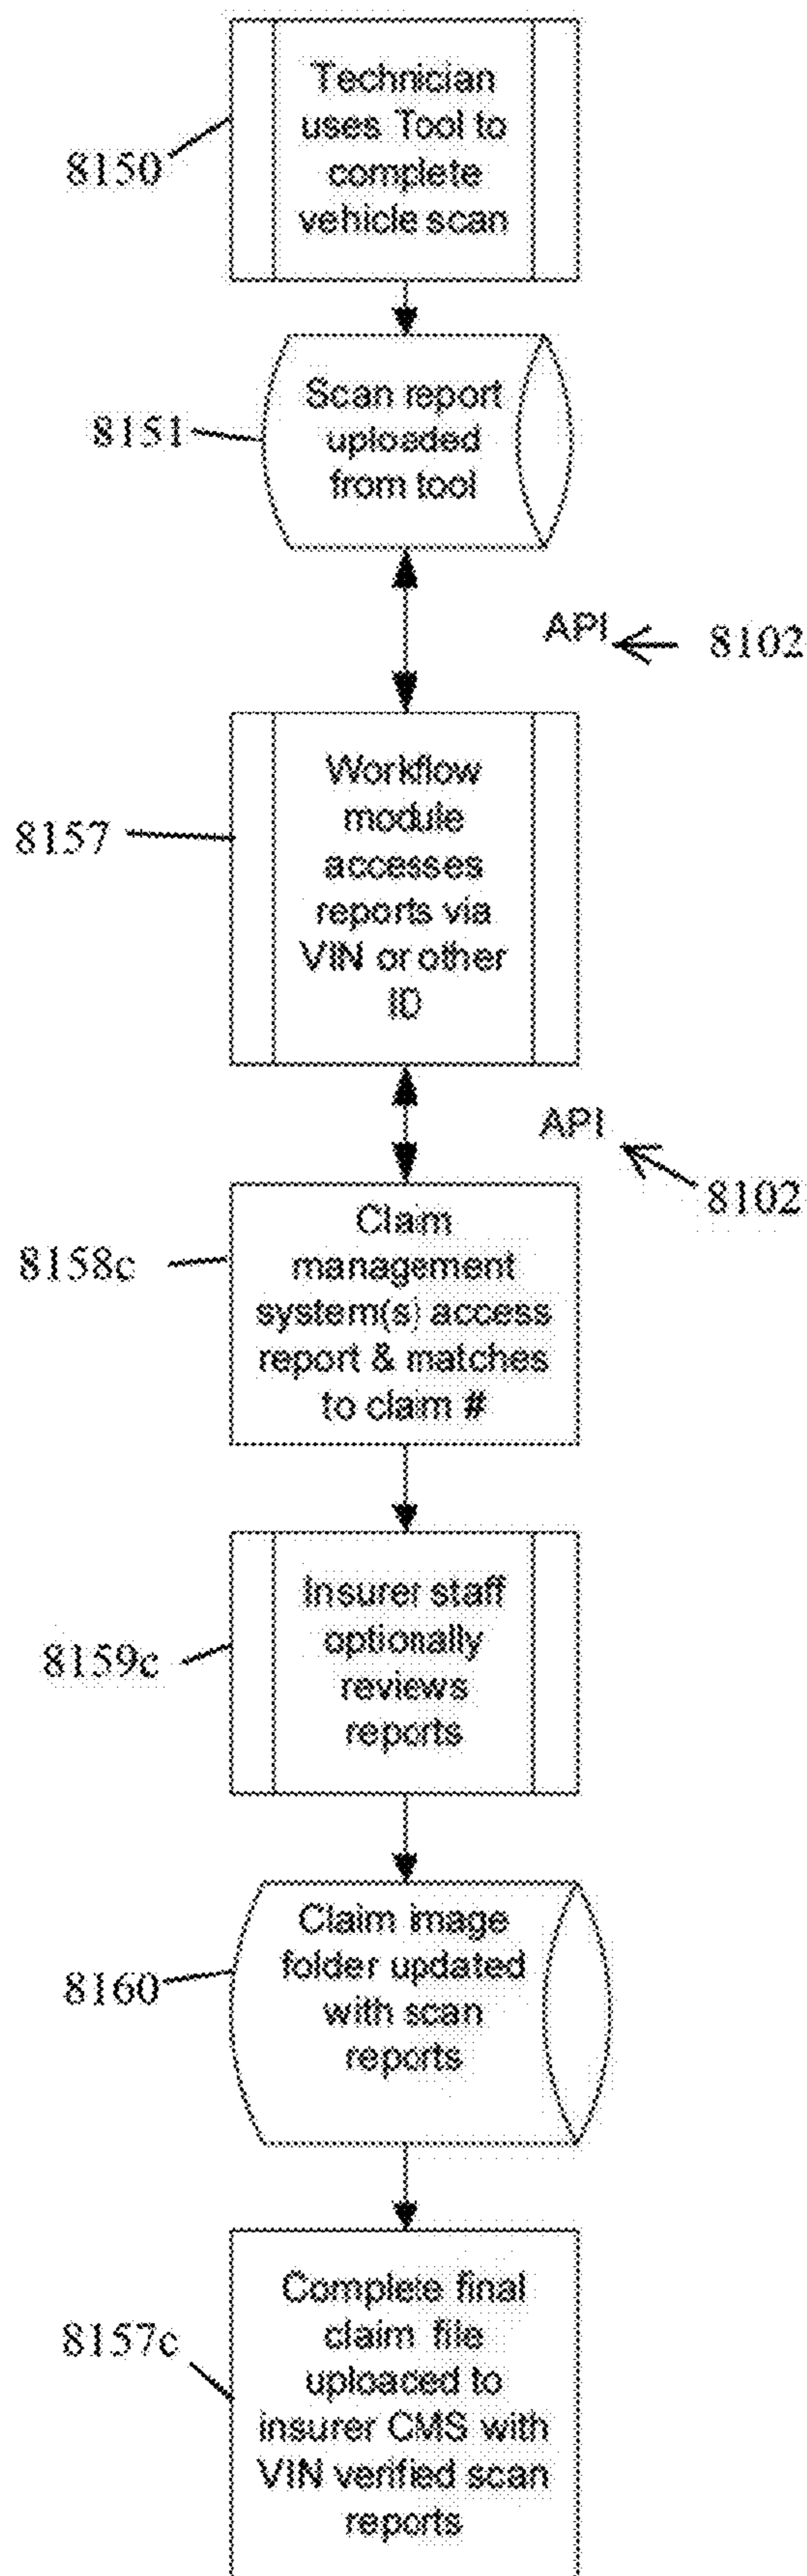 Technician
uses Tool to
complete
vehicle scan
8150
Scan report
uploaded
from tool
8151
API
8102
Workflow
module
accesses
reports via
VIN or other
ID
8157
API
8102
Claim
management
system(s) access
report & matches
to claim #
8158c
Insurer staff
optionally
reviews
reports
8159c
Claim image
folder updated
with scan
reports
8160
Complete final
claim file
uploaced to
insurer CMS with
VIN verified scan
reports
8157c